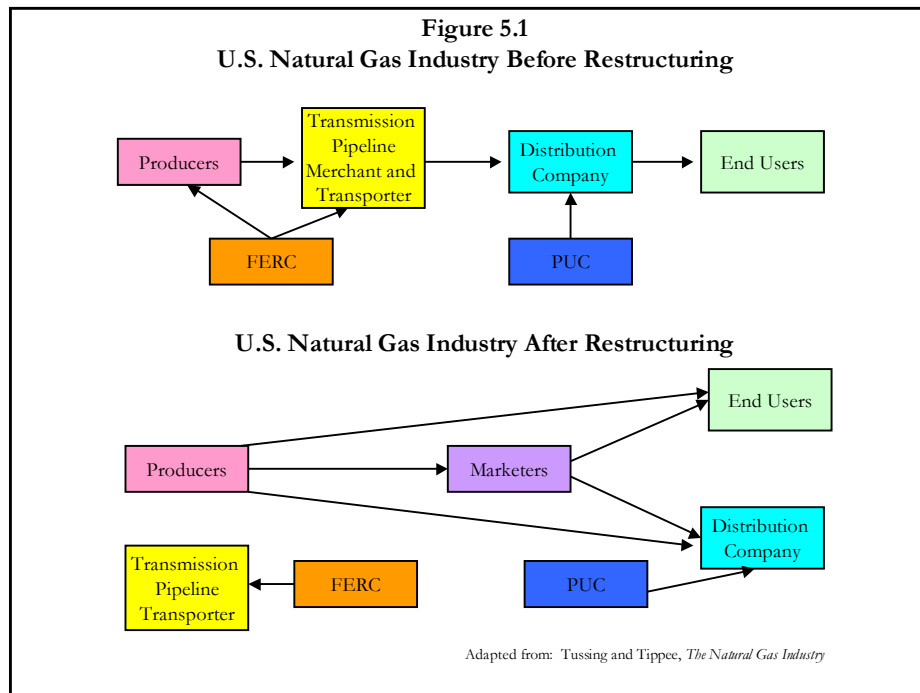 Figure 5.1
U.S. Natural Gas Industry Before Restructuring
Producers
Transmission
Pipeline
Merchant and
Transporter
Distribution
Company
End Users
FERC
PUC
U.S. Natural Gas Industry After Restructuring
End Users
Producers
Marketers
Distribution
Company
Transmission
Pipeline
Transporter
FERC
PUC
Adapted from: Tussing and Tippee, The Natural Gas Industry